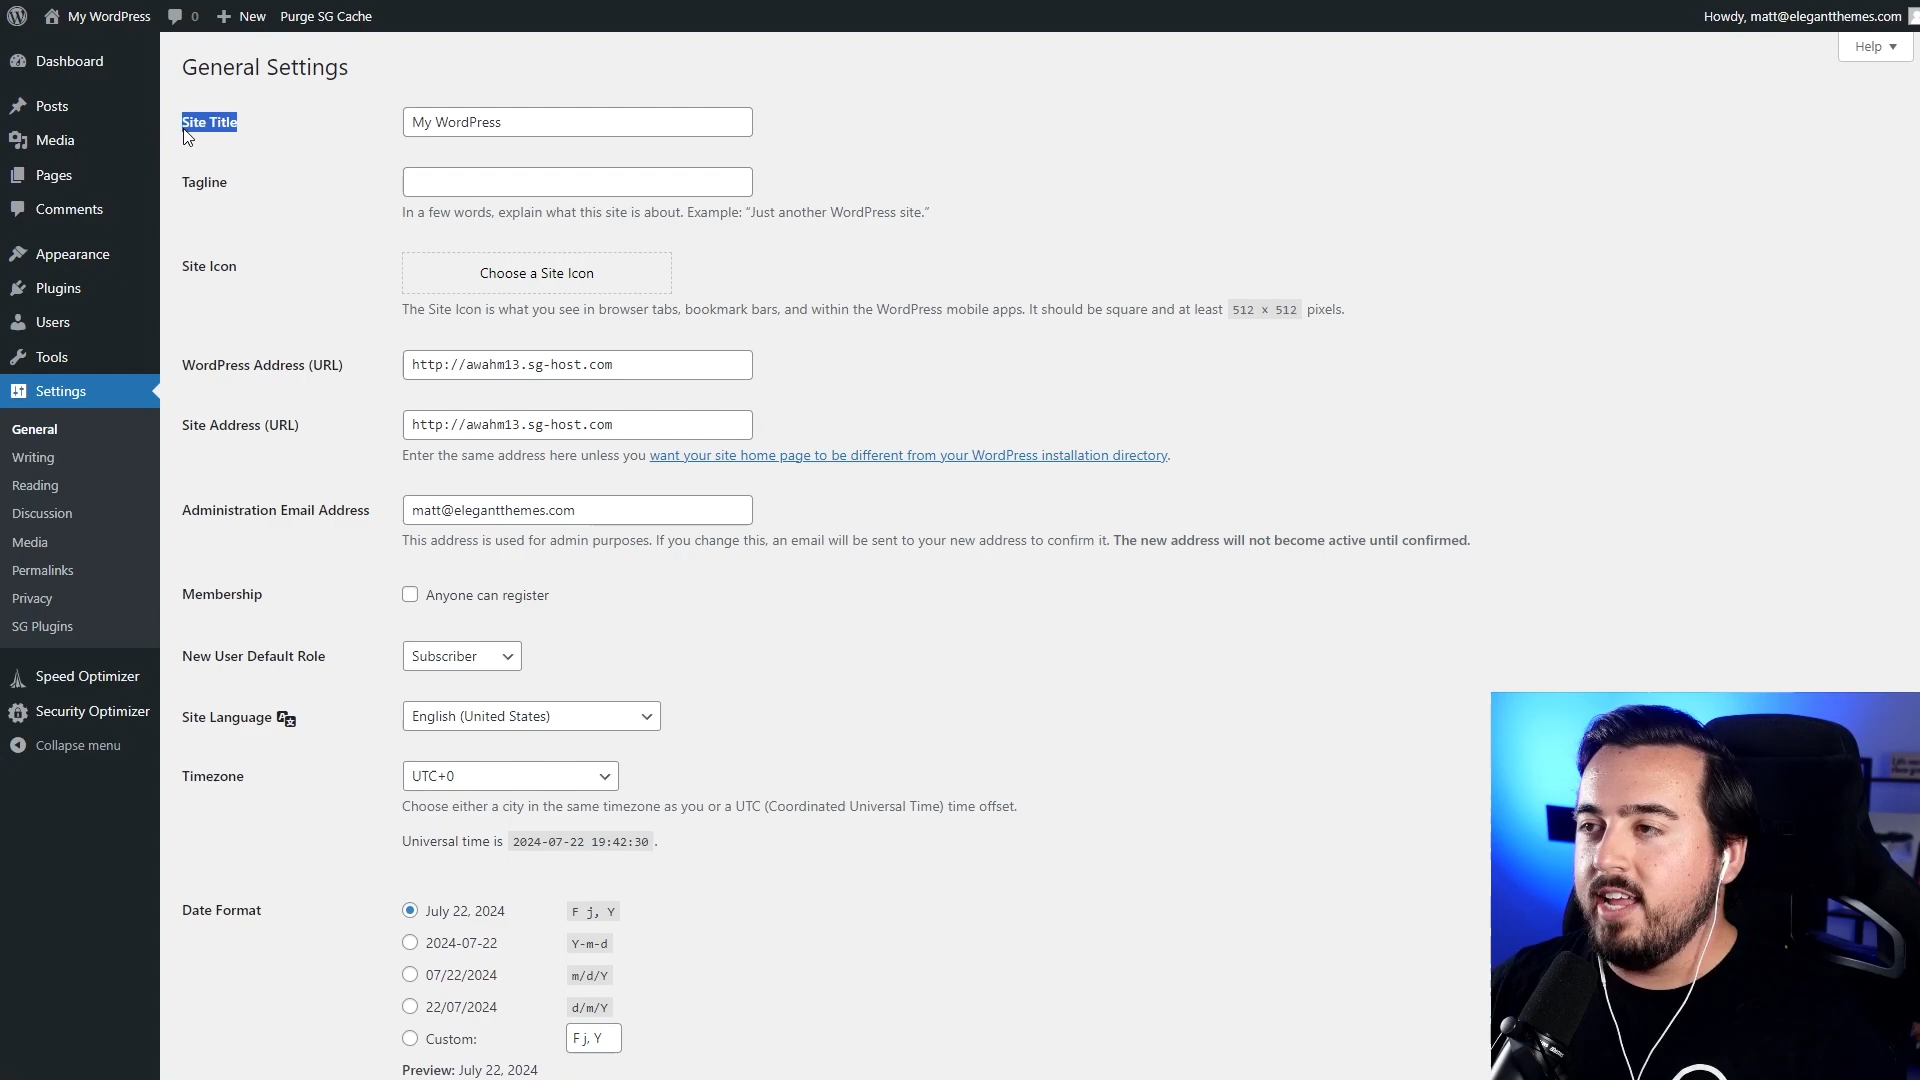 My WordPress 0 New Purge SG Cache Howdy, matt@elegantthemes.com
Help
Dashboard
Posts
Media
Pages
Comments
Appearance
Plugins
Users
Tools
Settings
General
Writing
Reading
Discussion
Media
Permalinks
Privacy
SG Plugins
Speed Optimizer
Security Optimizer
Collapse menu
General Settings
Site Title My WordPress
Tagline
In a few words, explain what this site is about. Example: “Just another WordPress site.”
Site Icon Choose a Site Icon
The Site Icon is what you see in browser tabs, bookmark bars, and within the WordPress mobile apps. It should be square and at least 512 × 512 pixels.
WordPress Address (URL) http://awahm13.sg-host.com
Site Address (URL) http://awahm13.sg-host.com
Enter the same address here unless you want your site home page to be different from your WordPress installation directory.
Administration Email Address matt@elegantthemes.com
This address is used for admin purposes. If you change this, an email will be sent to your new address to confirm it. The new address will not become active until confirmed.
Membership Anyone can register
New User Default Role Subscriber
Site Language English (United States)
Timezone UTC+0
Choose either a city in the same timezone as you or a UTC (Coordinated Universal Time) time offset.
Universal time is 2024-07-22 19:42:30 .
Date Format July 22, 2024 F j, Y
2024-07-22 Y-m-d
07/22/2024 m/d/Y
22/07/2024 d/m/Y
Custom: F j, Y
Preview: July 22, 2024